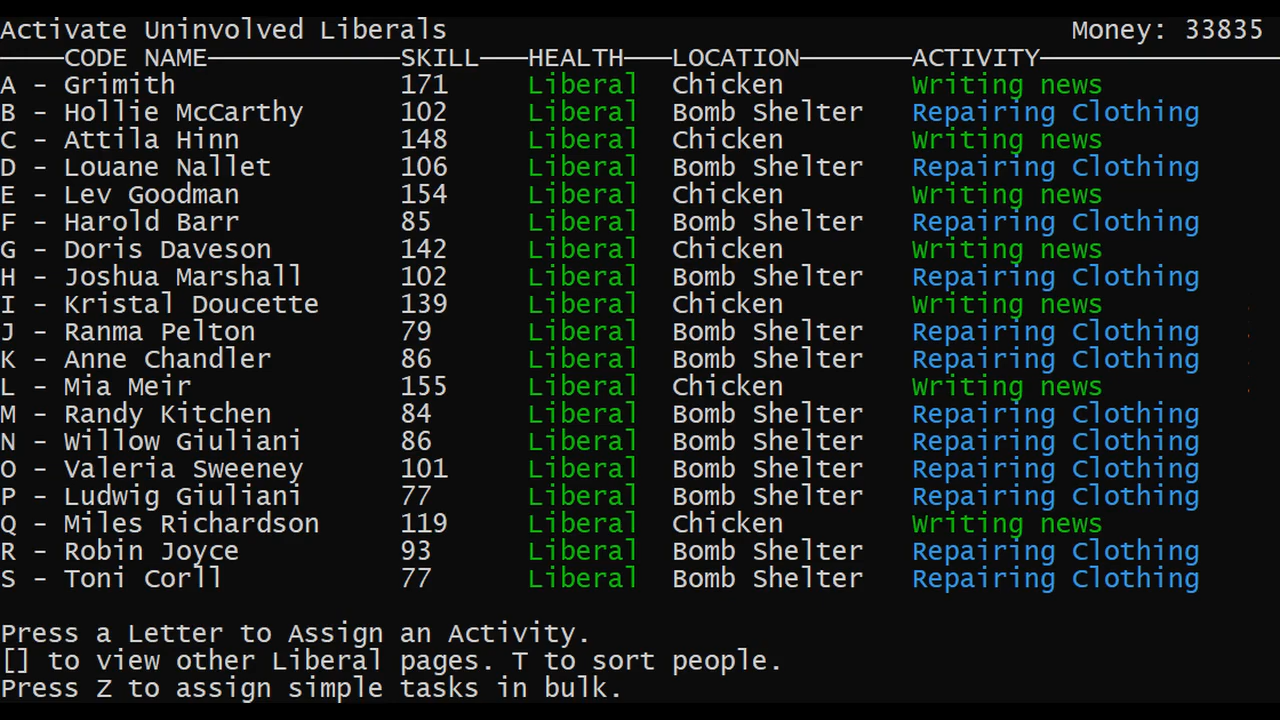 Activate Uninvolved Liberals Money: 33835
────CODE NAME────────────SKILL───HEALTH───LOCATION───────ACTIVITY───────────────
A - Grimith 171 Liberal Chicken Writing news
B - Hollie McCarthy 102 Liberal Bomb Shelter Repairing Clothing
C - Attila Hinn 148 Liberal Chicken Writing news
D - Louane Nallet 106 Liberal Bomb Shelter Repairing Clothing
E - Lev Goodman 154 Liberal Chicken Writing news
F - Harold Barr 85 Liberal Bomb Shelter Repairing Clothing
G - Doris Daveson 142 Liberal Chicken Writing news
H - Joshua Marshall 102 Liberal Bomb Shelter Repairing Clothing
I - Kristal Doucette 139 Liberal Chicken Writing news
J - Ranma Pelton 79 Liberal Bomb Shelter Repairing Clothing
K - Anne Chandler 86 Liberal Bomb Shelter Repairing Clothing
L - Mia Meir 155 Liberal Chicken Writing news
M - Randy Kitchen 84 Liberal Bomb Shelter Repairing Clothing
N - Willow Giuliani 86 Liberal Bomb Shelter Repairing Clothing
O - Valeria Sweeney 101 Liberal Bomb Shelter Repairing Clothing
P - Ludwig Giuliani 77 Liberal Bomb Shelter Repairing Clothing
Q - Miles Richardson 119 Liberal Chicken Writing news
R - Robin Joyce 93 Liberal Bomb Shelter Repairing Clothing
S - Toni Corll 77 Liberal Bomb Shelter Repairing Clothing
Press a Letter to Assign an Activity.
[] to view other Liberal pages. T to sort people.
Press Z to assign simple tasks in bulk.